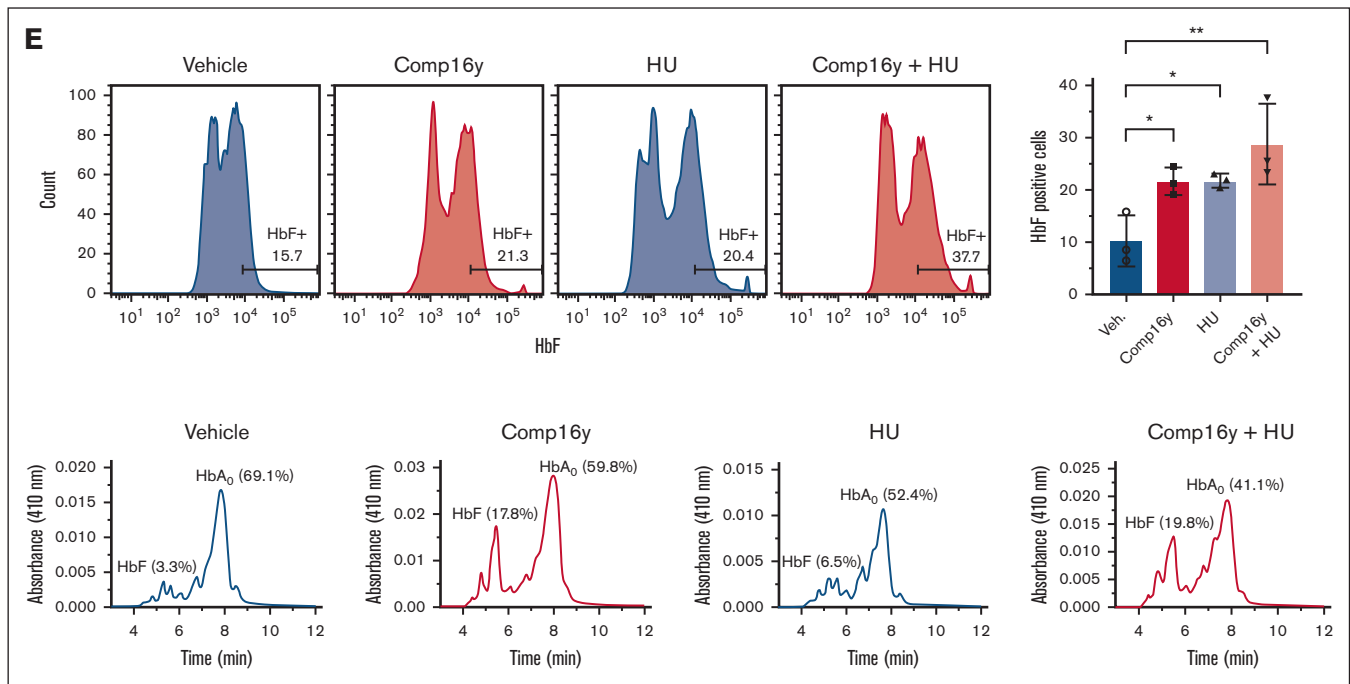 E
Vehicle
Comp16y
HU
Comp16y + HU
Count
100
80
60
40
20
0
HbF+
15.7
HbF+
21.3
HbF+
20.4
HbF+
37.7
10¹ 10² 10³ 10⁴ 10⁵
10¹ 10² 10³ 10⁴ 10⁵
10¹ 10² 10³ 10⁴ 10⁵
10¹ 10² 10³ 10⁴ 10⁵
HbF
**
*
*
HbF positive cells
40
30
20
10
0
Veh.
Comp16y
HU
Comp16y
+ HU
Vehicle
Absorbance (410 nm)
0.020
0.015
0.010
0.005
0.000
HbA₀ (69.1%)
HbF (3.3%)
4 6 8 10 12
Time (min)
Comp16y
Absorbance (410 nm)
0.03
0.02
0.01
0.00
HbA₀ (59.8%)
HbF (17.8%)
4 6 8 10 12
Time (min)
HU
Absorbance (410 nm)
0.015
0.010
0.005
0.000
HbA₀ (52.4%)
HbF (6.5%)
4 6 8 10 12
Time (min)
Comp16y + HU
Absorbance (410 nm)
0.025
0.020
0.015
0.010
0.005
0.000
HbA₀ (41.1%)
HbF (19.8%)
4 6 8 10 12
Time (min)